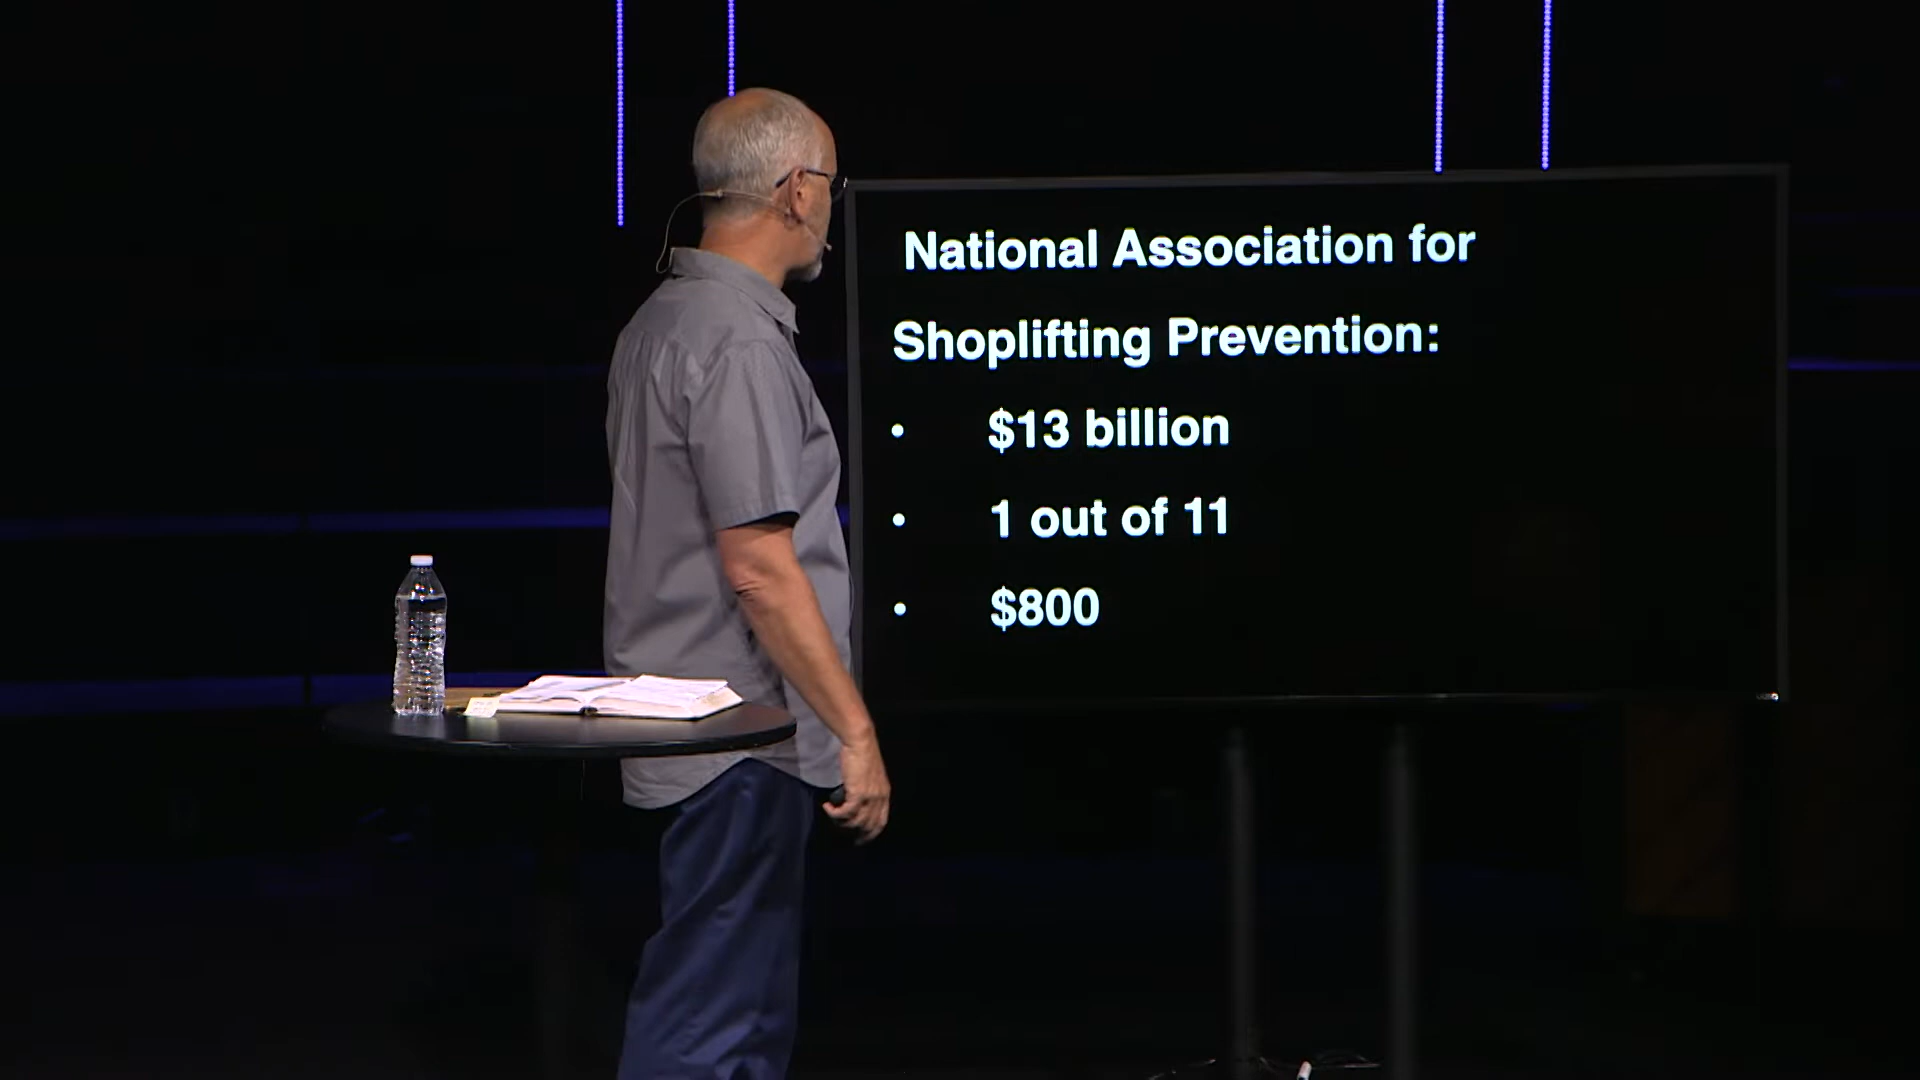 National Association for
Shoplifting Prevention:
• $13 billion
• 1 out of 11
• $800